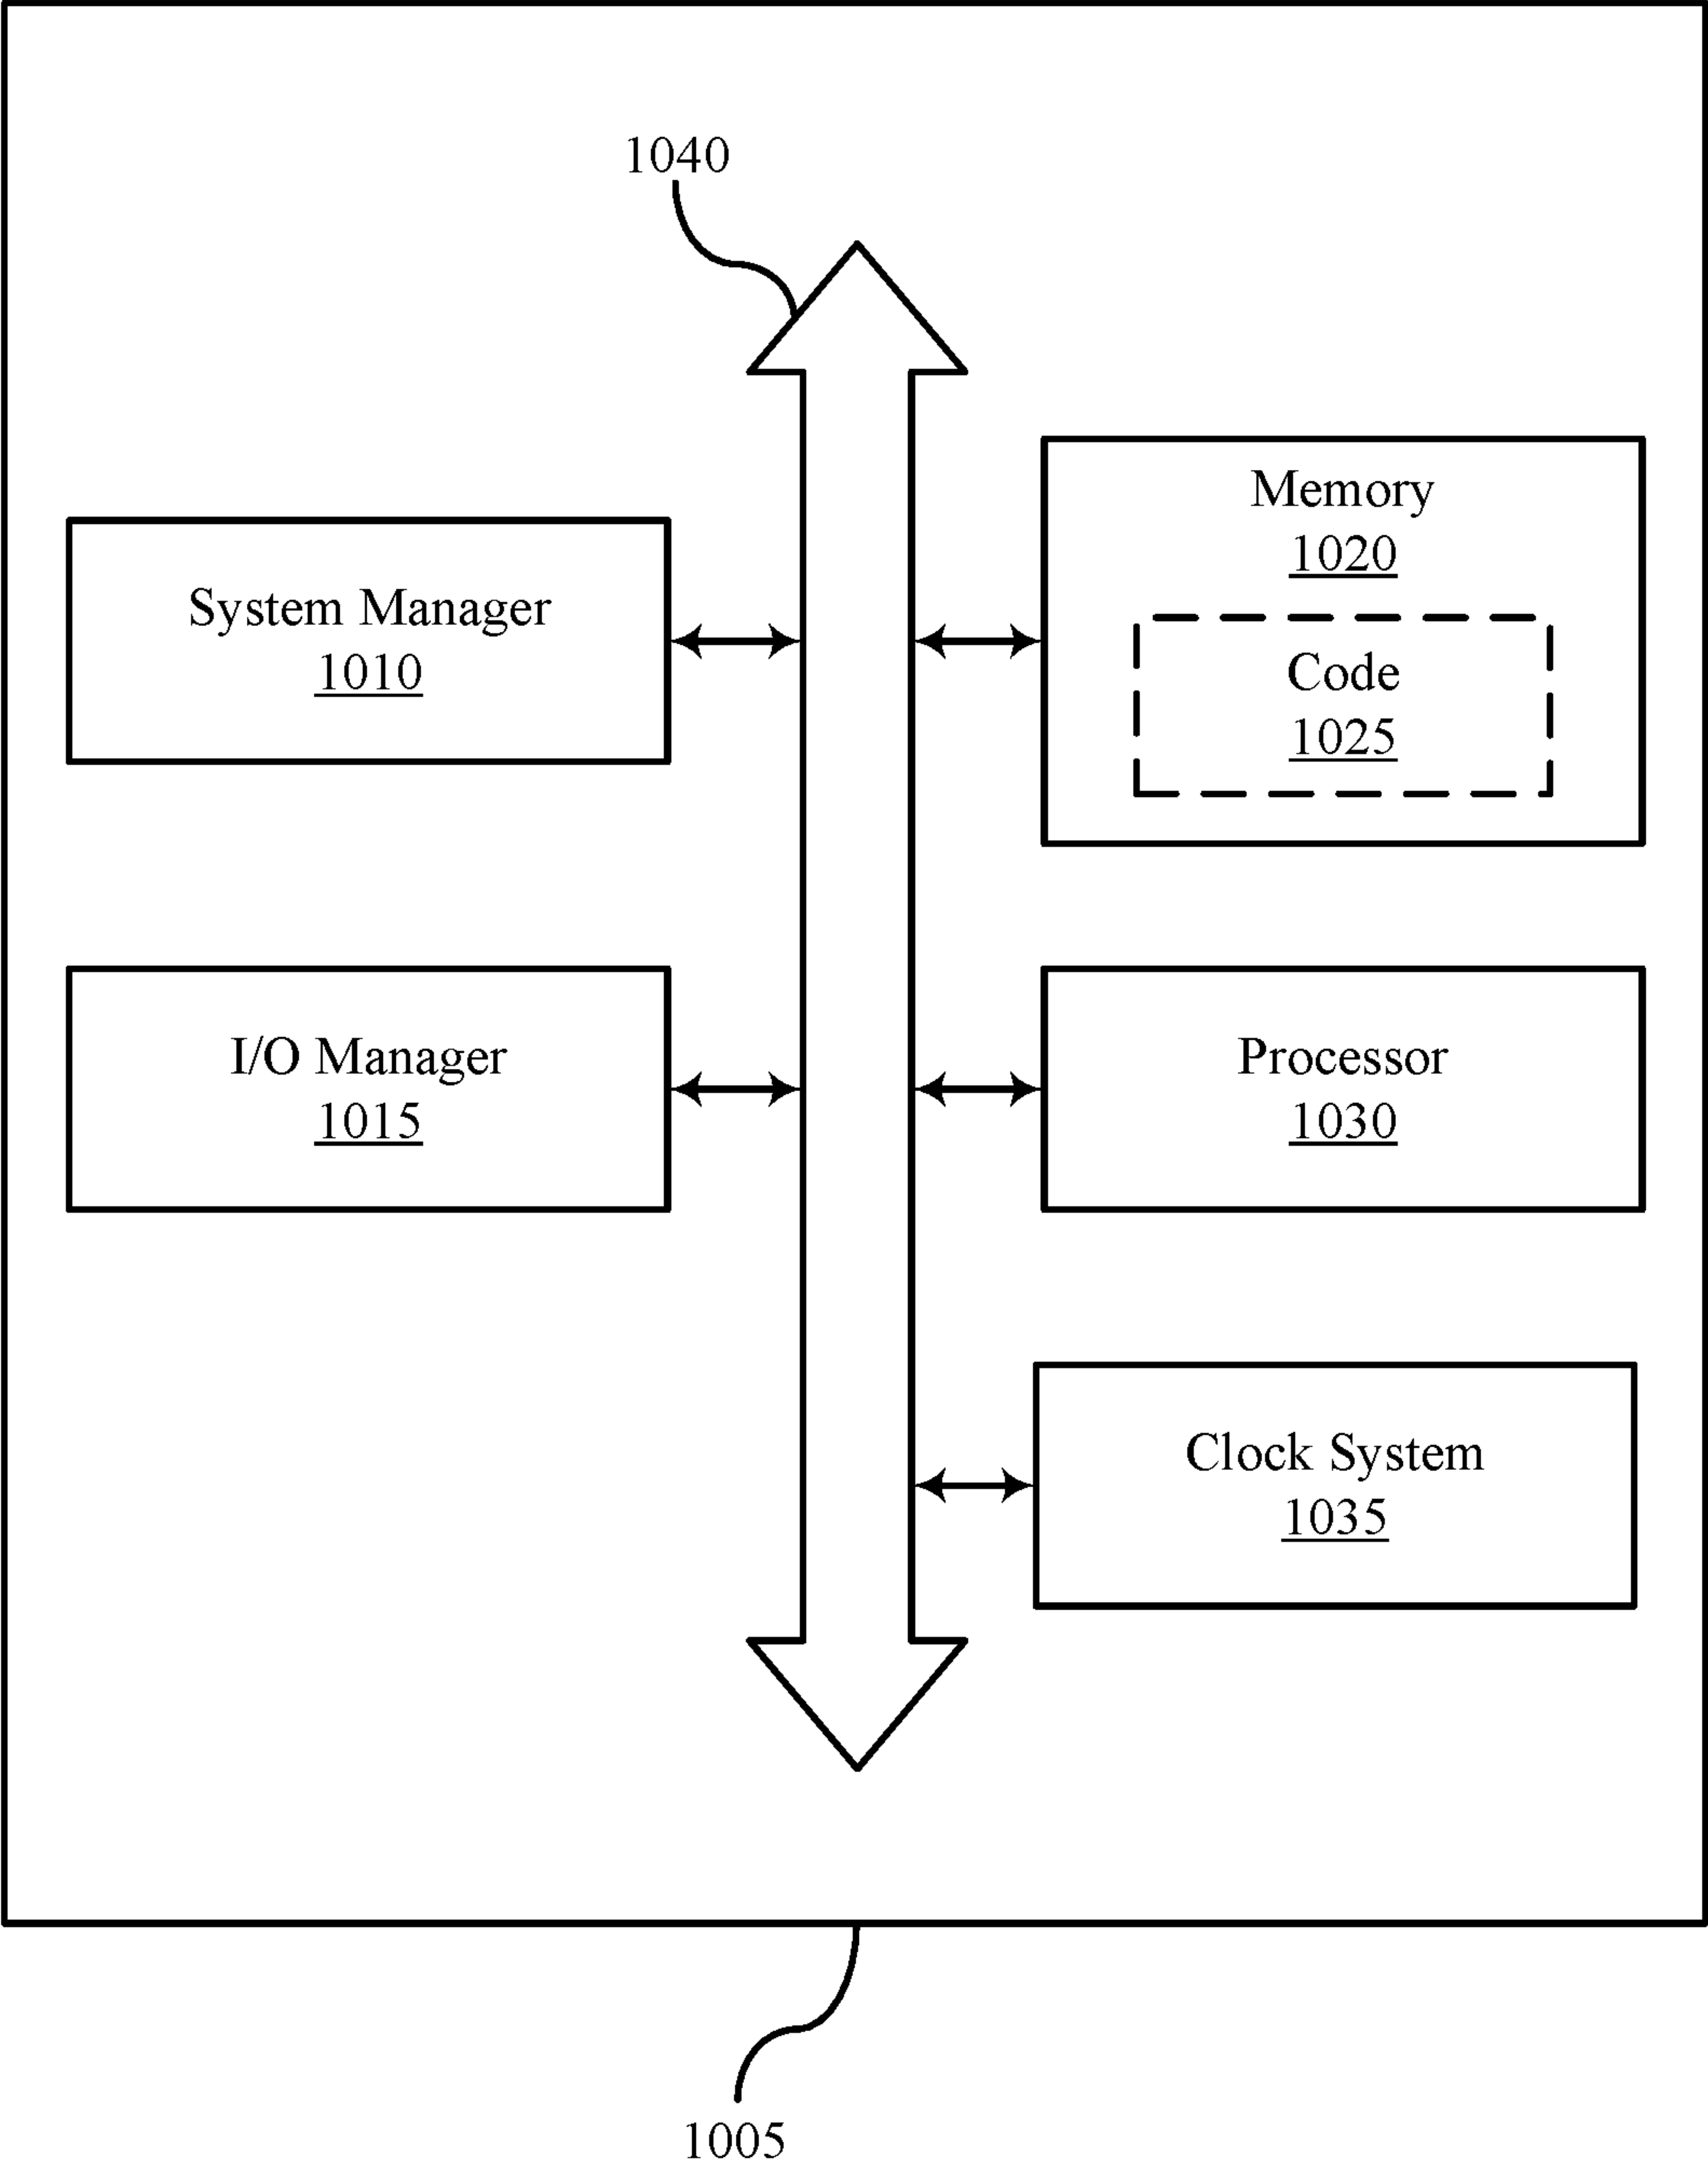 1040
System Manager
1010
Memory
1020
Code
1025
I/O Manager
1015
Processor
1030
Clock System
1035
1005